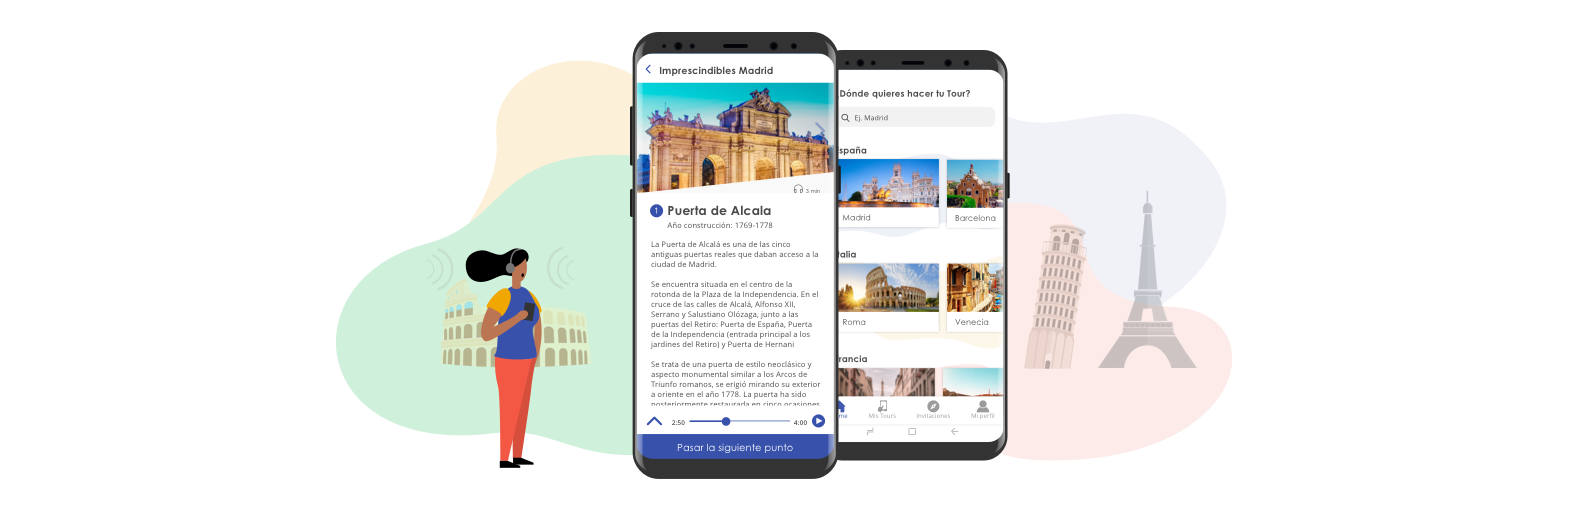 Imprescindibles Madrid
3 min
1 Puerta de Alcala
Año construcción: 1769-1778
La Puerta de Alcalá es una de las cinco
antiguas puertas reales que daban acceso a la
ciudad de Madrid.
Se encuentra situada en el centro de la
rotonda de la Plaza de la Independencia. En el
cruce de las calles de Alcalá, Alfonso XII,
Serrano y Salustiano Olózaga, junto a las
puertas del Retiro: Puerta de España, Puerta
de la Independencia (entrada principal a los
jardines del Retiro) y Puerta de Hernani
Se trata de una puerta de estilo neoclásico y
aspecto monumental similar a los Arcos de
Triunfo romanos, se erigió mirando su exterior
a oriente en el año 1778. La puerta ha sido
posteriormente restaurada en cinco ocasiones
2:50
4:00
Pasar la siguiente punto
Dónde quieres hacer tu Tour?
Ej. Madrid
spaña
Madrid
Barcelona
talia
Roma
Venecia
rancia
me
Mis Tours
Invitaciones
Mi perfil